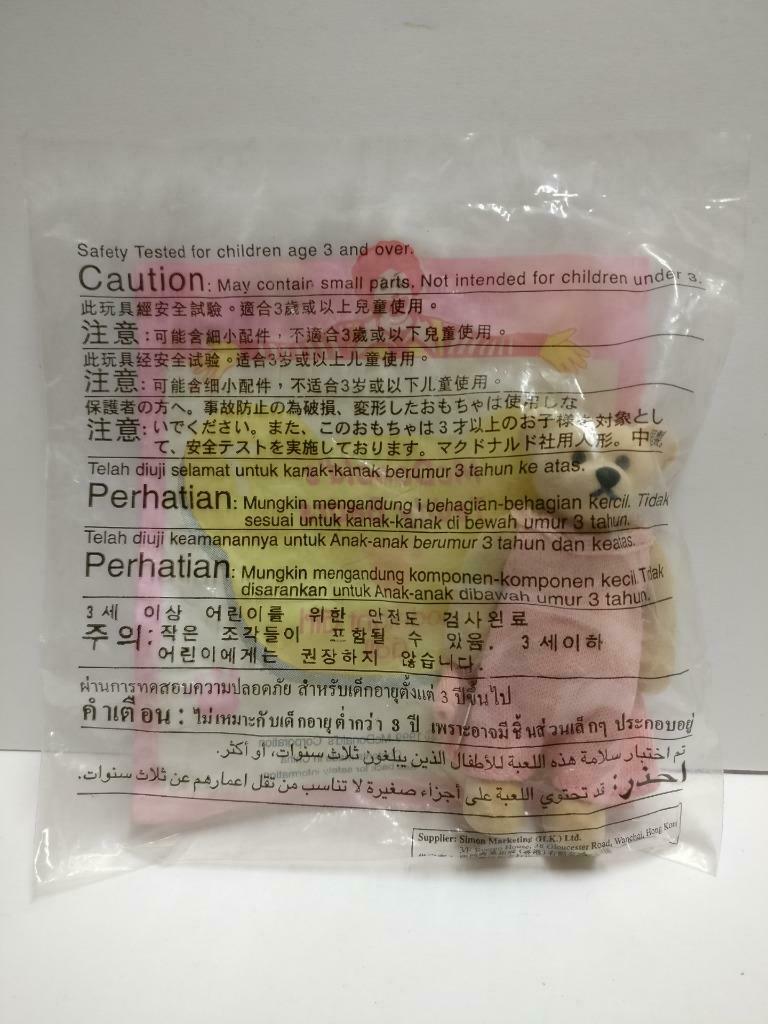 Safety Tested for children age 3 and over.
Caution: May contain small parts. Not intended for children under 3.
此玩具經安全試驗。適合3歲或以上兒童使用。
注意:可能含細小配件，不適合3歲或以下兒童使用。
此玩具经安全试验。适合3岁或以上儿童使用。
注意:可能含细小配件，不适合3岁或以下儿童使用。
保護者の方へ。事故防止の為破損、変形したおもちゃは使用しな
注意:いでください。また、このおもちゃは3才以上のお子様を対象とし
て、安全テストを実施しております。マクドナルド社用人形。中
Telah diuji selamat untuk kanak-kanak berumur 3 tahun ke atas.
Perhatian: Mungkin mengandung i behagian-behagian Kercil. Tidak
sesuai untuk kanak-kanak di bewah umur 3 tahun.
Telah diuji keamanannya untuk Anak-anak berumur 3 tahun dan keatas.
Perhatian: Mungkin mengandung komponen-komponen kecil. Tidak
disarankan untuk Anak-anak dibawah umur 3 tahun.
3 세 이상 어린이를 위한 안전도 검사완료
주의: 작은 조각들이 포함될 수 있음. 3 세이하
어린이에게는 권장하지 않습니다.
ผ่านการทดสอบความปลอดภัย สำหรับเด็กอายุตั้งแต่ 3 ปีขึ้นไป
คำเตือน : ไม่เหมาะกับเด็กอายุต่ำกว่า 3 ปี เพราะอาจมีชิ้นส่วนเล็กๆ ประกอบอยู่
تم اختبار سلامة هذه اللعبة للأطفال الذين يبلغون ثلاث سنوات، أو أكثر.
احذر: قد تحتوي اللعبة على أجزاء صغيرة لا تناسب من تقل اعمارهم عن ثلاث سنوات.
1999 McDonald's Corporation
Supplier: Simon Marketing (H.K.) Ltd.
House, 38 Gloucester Road, Wanchai, Hong Kong